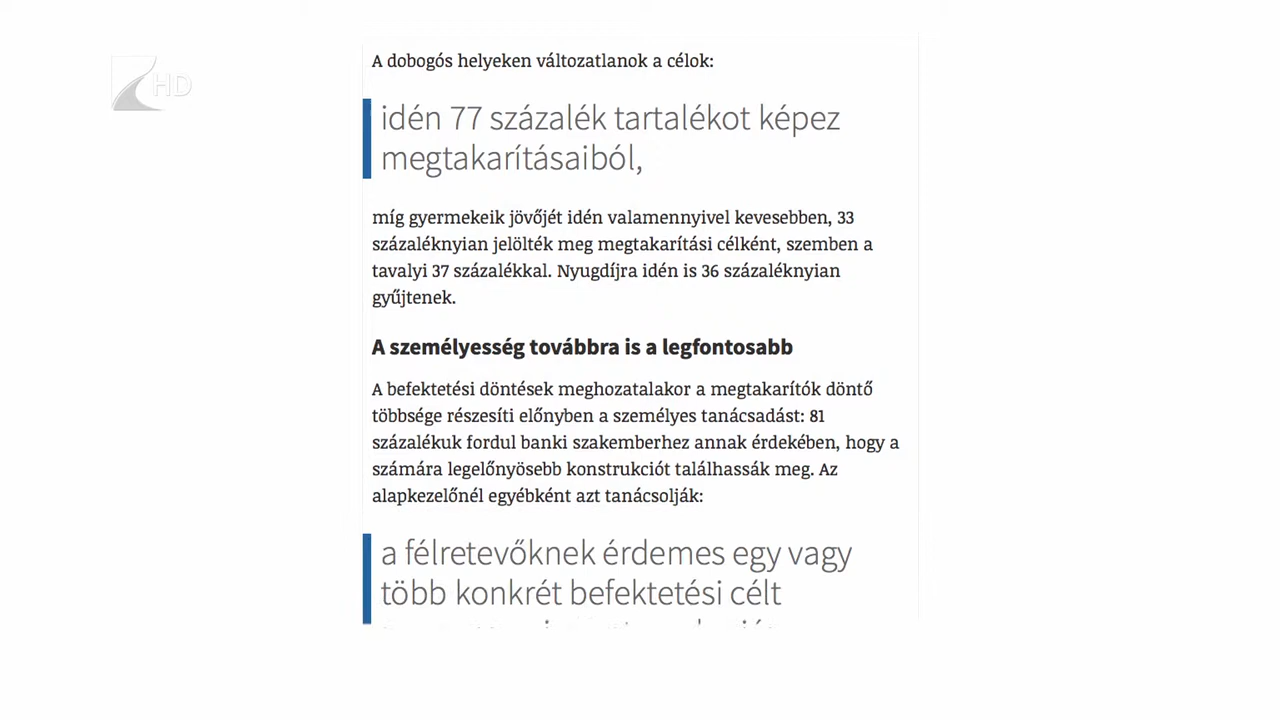 HD
A dobogós helyeken változatlanok a célok:
idén 77 százalék tartalékot képez
megtakarításaiból,
míg gyermekeik jövőjét idén valamennyivel kevesebben, 33
százaléknyian jelölték meg megtakarítási célként, szemben a
tavalyi 37 százalékkal. Nyugdíjra idén is 36 százaléknyian
gyűjtenek.
A személyesség továbbra is a legfontosabb
A befektetési döntések meghozatalakor a megtakarítók döntő
többsége részesíti előnyben a személyes tanácsadást: 81
százalékuk fordul banki szakemberhez annak érdekében, hogy a
számára legelőnyösebb konstrukciót találhassák meg. Az
alapkezelőnél egyébként azt tanácsolják:
a félretevőknek érdemes egy vagy
több konkrét befektetési célt